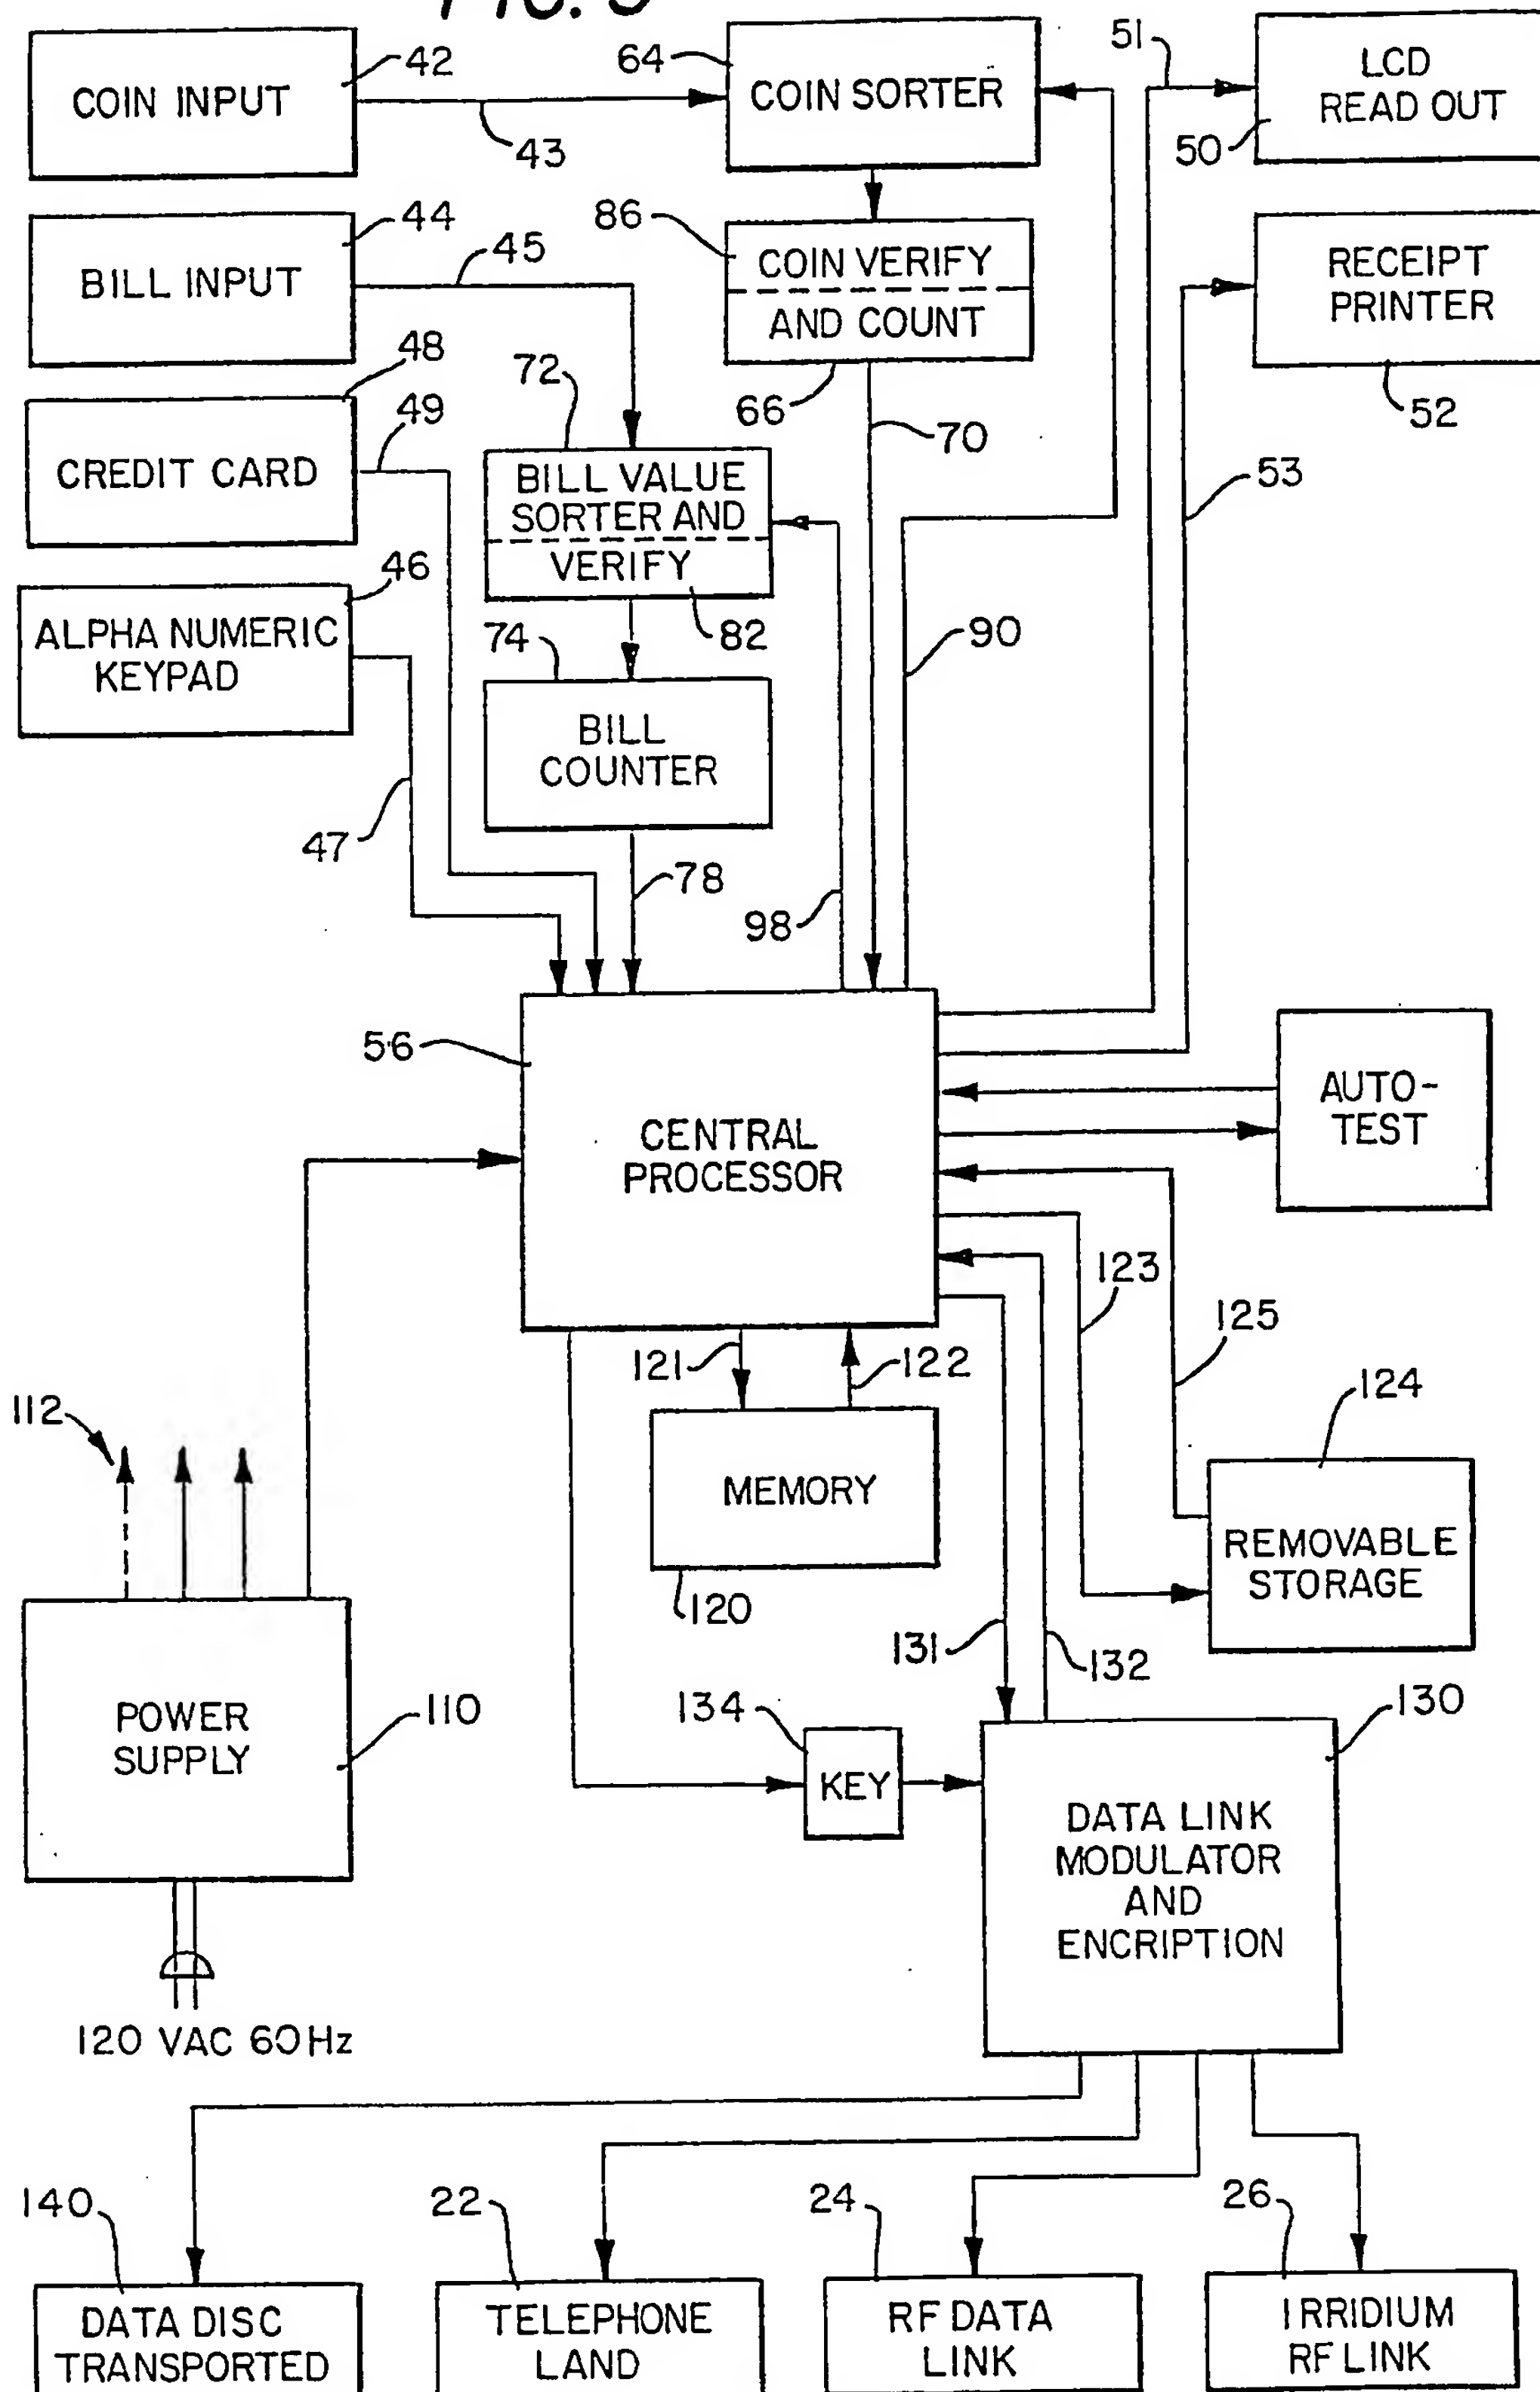 COIN INPUT
42
43
64
COIN SORTER
51
LCD
READ OUT
50
BILL INPUT
44
45
86
COIN VERIFY
AND COUNT
66
70
RECEIPT
PRINTER
52
53
CREDIT CARD
48
49
72
BILL VALUE
SORTER AND
VERIFY
82
90
ALPHA NUMERIC
KEYPAD
46
47
74
BILL
COUNTER
78
98
56
CENTRAL
PROCESSOR
AUTO-
TEST
121
122
123
125
124
MEMORY
120
REMOVABLE
STORAGE
112
POWER
SUPPLY
110
120 VAC 60Hz
131
132
134
KEY
130
DATA LINK
MODULATOR
AND
ENCRIPTION
140
DATA DISC
TRANSPORTED
22
TELEPHONE
LAND
24
RF DATA
LINK
26
IRRIDIUM
RF LINK